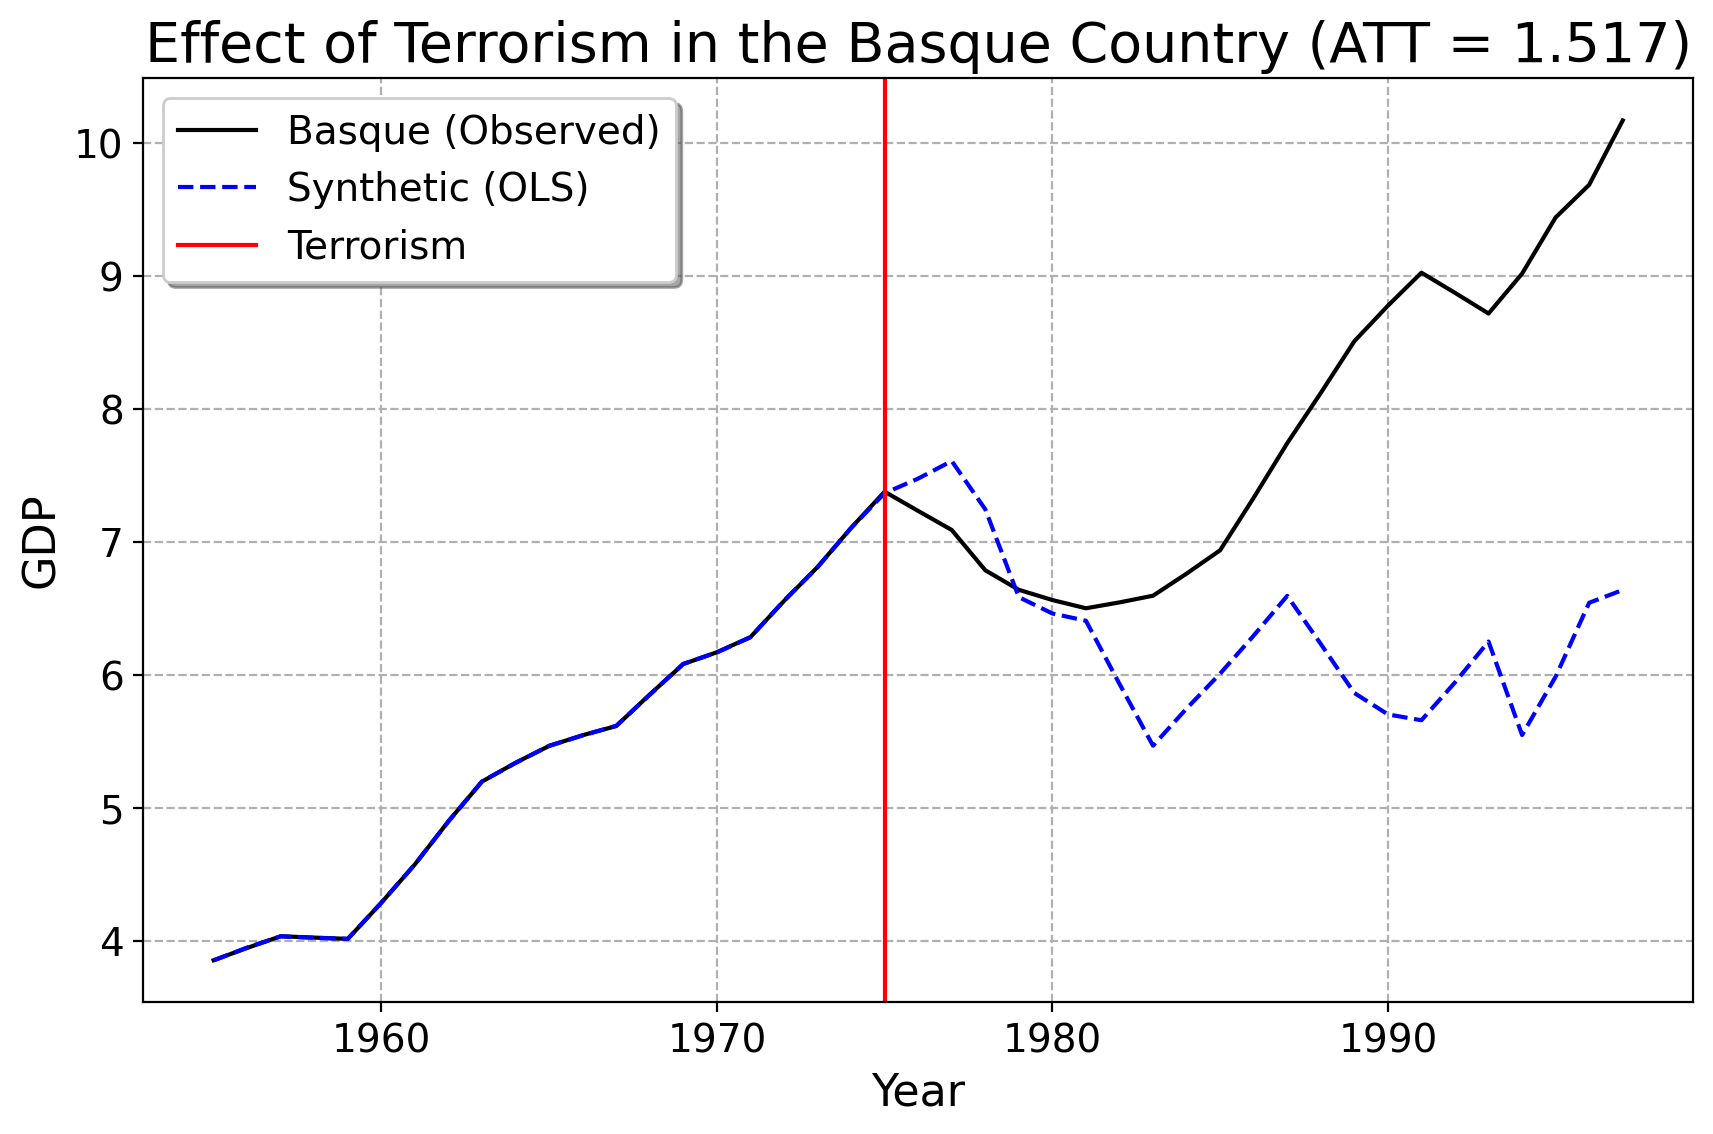 Effect of Terrorism in the Basque Country (ATT = 1.517)
Basque (Observed)
Synthetic (OLS)
Terrorism
10
9
8
7
6
5
4
GDP
1960 1970 1980 1990
Year